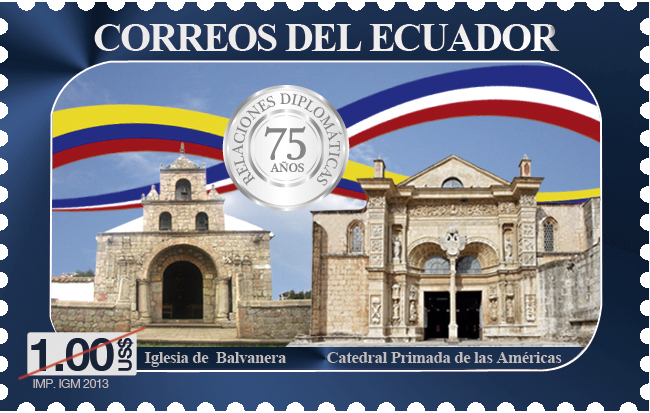 CORREOS DEL ECUADOR
RELACIONES DIPLOMÁTICAS
75
AÑOS
1.00 US$
Iglesia de Balvanera
Catedral Primada de las Américas
IMP. IGM 2013